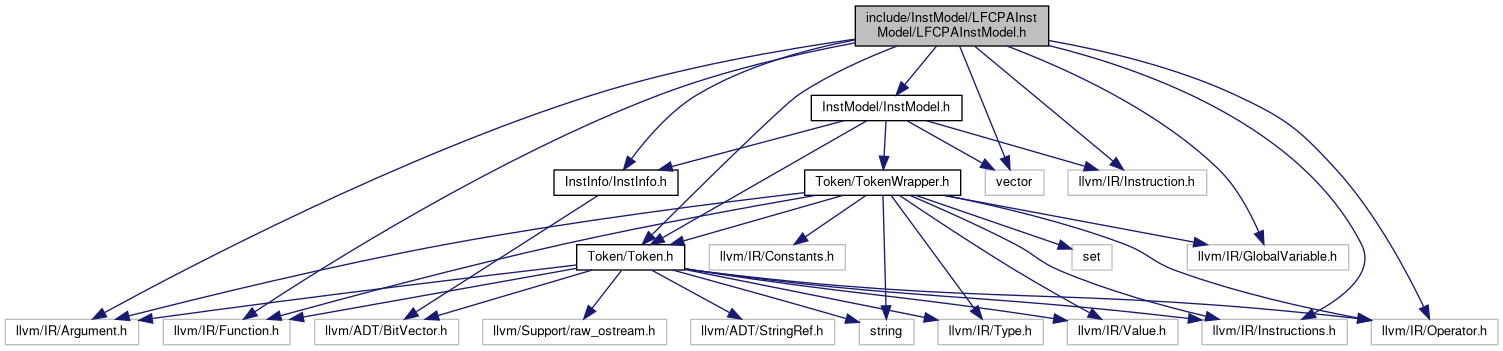 include/InstModel/LFCPAInst
Model/LFCPAInstModel.h
InstModel/InstModel.h
InstInfo/InstInfo.h
Token/TokenWrapper.h
vector
llvm/IR/Instruction.h
Token/Token.h
llvm/IR/Constants.h
set
llvm/IR/GlobalVariable.h
llvm/IR/Argument.h
llvm/IR/Function.h
llvm/ADT/BitVector.h
llvm/Support/raw_ostream.h
llvm/ADT/StringRef.h
string
llvm/IR/Type.h
llvm/IR/Value.h
llvm/IR/Instructions.h
llvm/IR/Operator.h